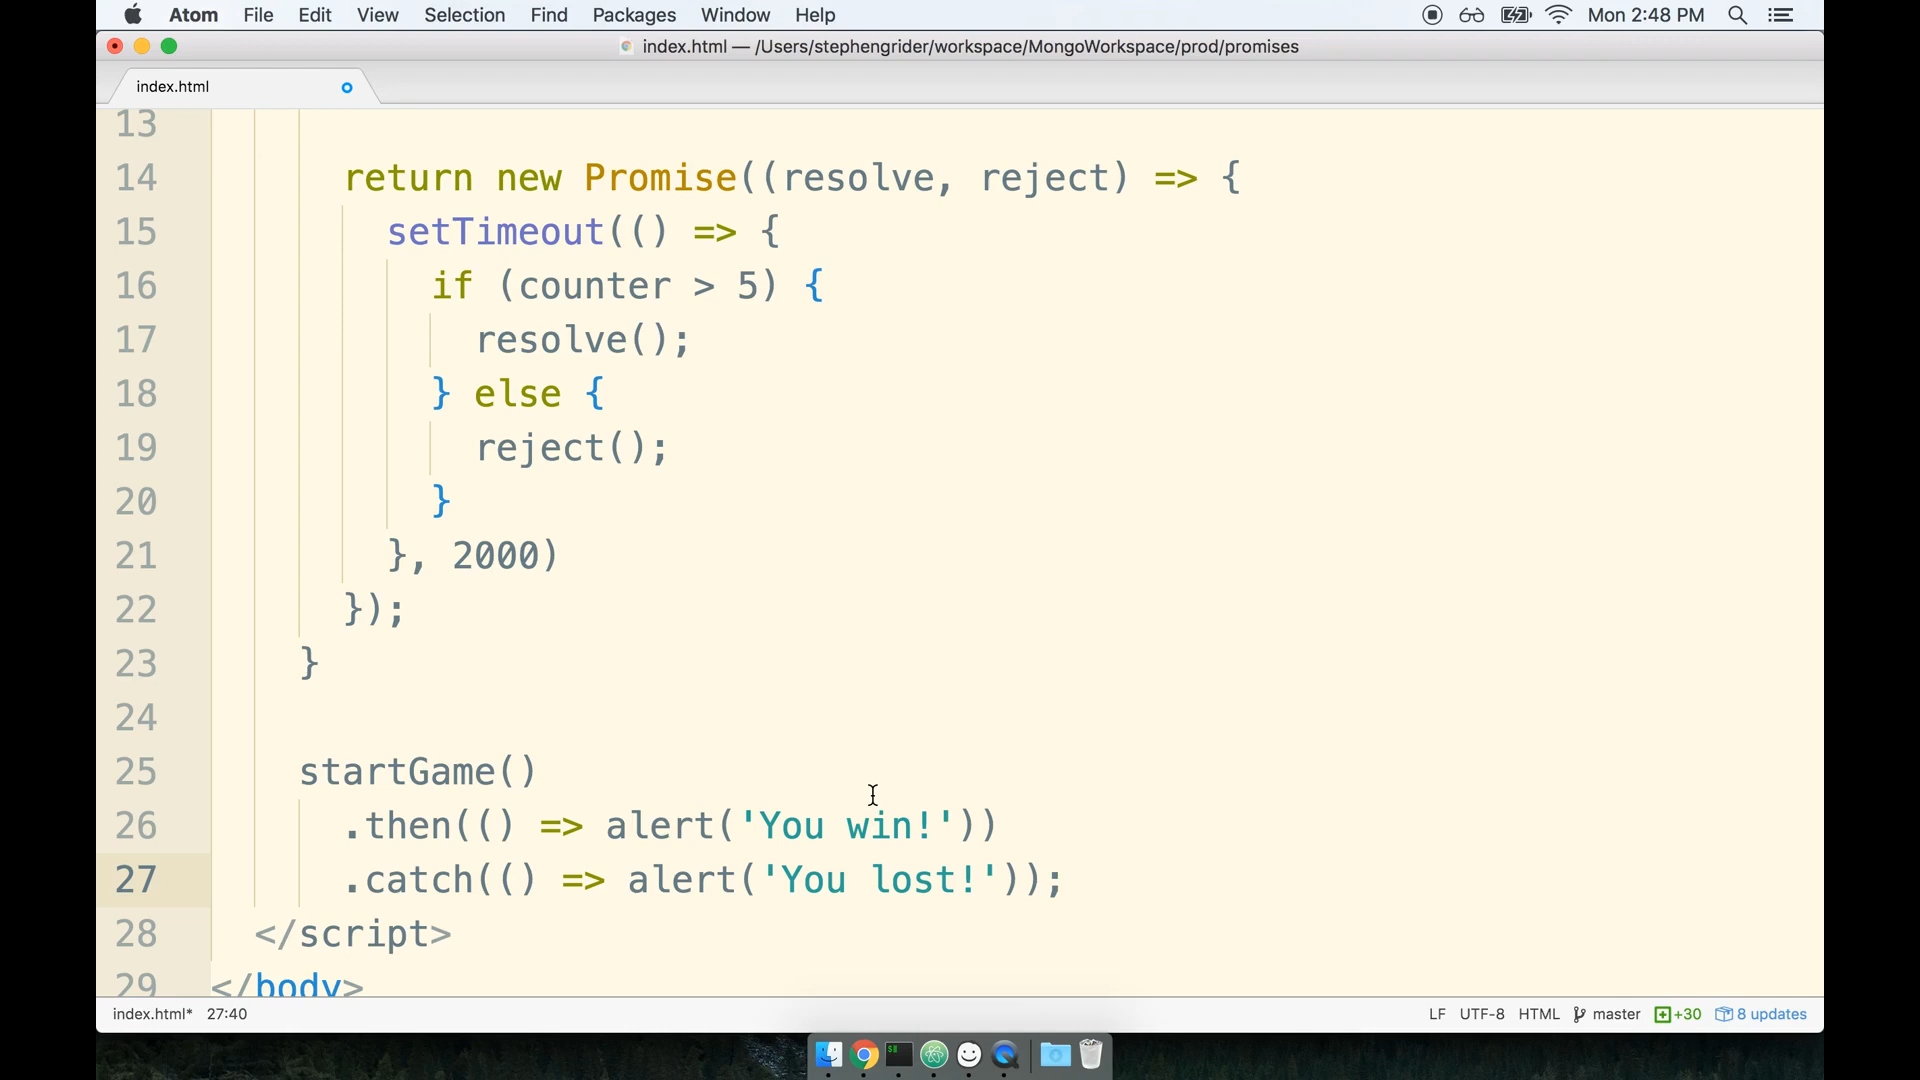 Atom File Edit View Selection Find Packages Window Help Mon 2:48 PM
index.html — /Users/stephengrider/workspace/MongoWorkspace/prod/promises
index.html
13
14 return new Promise((resolve, reject) => {
15 setTimeout(() => {
16 if (counter > 5) {
17 resolve();
18 } else {
19 reject();
20 }
21 }, 2000)
22 });
23 }
24
25 startGame()
26 .then(() => alert('You win!'))
27 .catch(() => alert('You lost!'));
28 </script>
29 </body>
index.html* 27:40 LF UTF-8 HTML master +30 8 updates